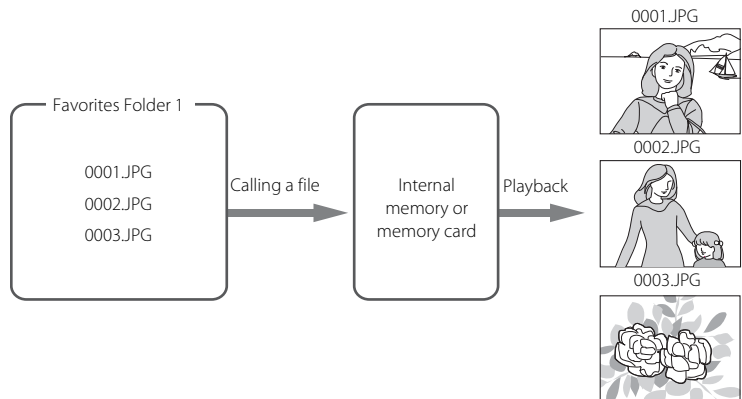 Favorites Folder 1
0001.JPG
0002.JPG
0003.JPG
Calling a file
Internal
memory or
memory card
Playback
0001.JPG
0002.JPG
0003.JPG